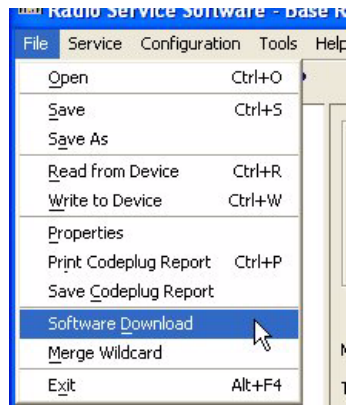 Radio Service Software - Base R
File Service Configuration Tools Help
Open Ctrl+O
Save Ctrl+S
Save As
Read from Device Ctrl+R
Write to Device Ctrl+W
Properties
Print Codeplug Report Ctrl+P
Save Codeplug Report
Software Download
Merge Wildcard
Exit Alt+F4